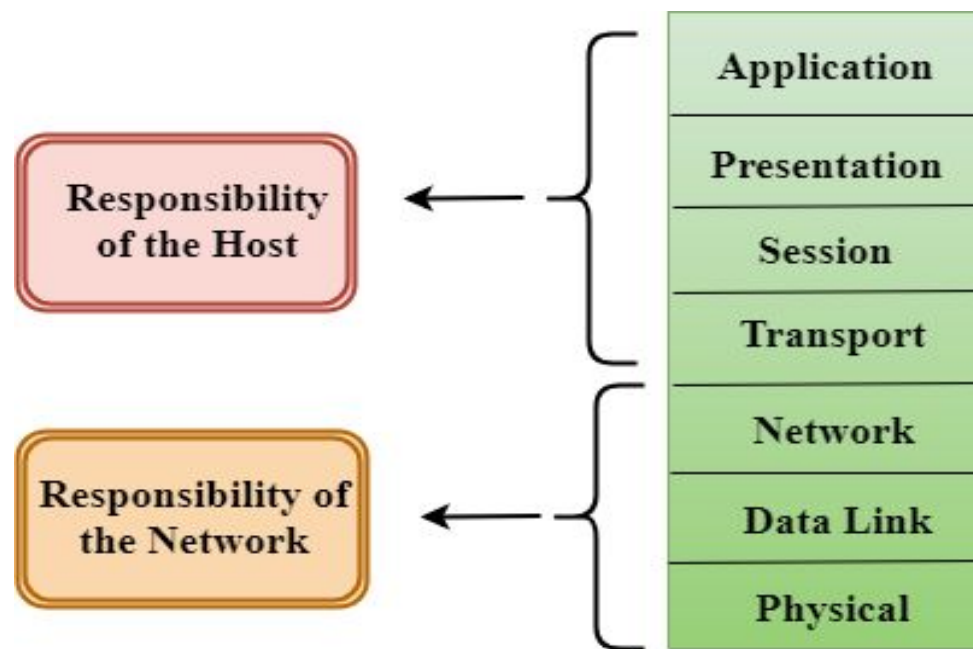 Responsibility
of the Host
Responsibility of
the Network
Application
Presentation
Session
Transport
Network
Data Link
Physical